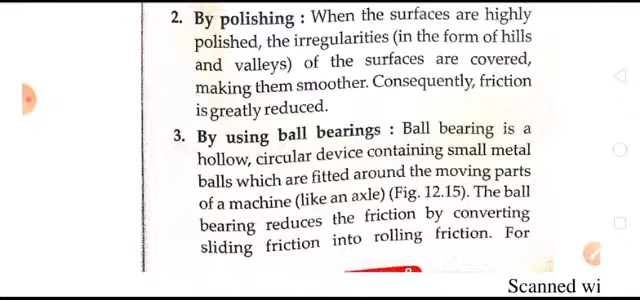 2. By polishing : When the surfaces are highly
polished, the irregularities (in the form of hills
and valleys) of the surfaces are covered,
making them smoother. Consequently, friction
is greatly reduced.
3. By using ball bearings : Ball bearing is a
hollow, circular device containing small metal
balls which are fitted around the moving parts
of a machine (like an axle) (Fig. 12.15). The ball
bearing reduces the friction by converting
sliding friction into rolling friction. For
Scanned wi